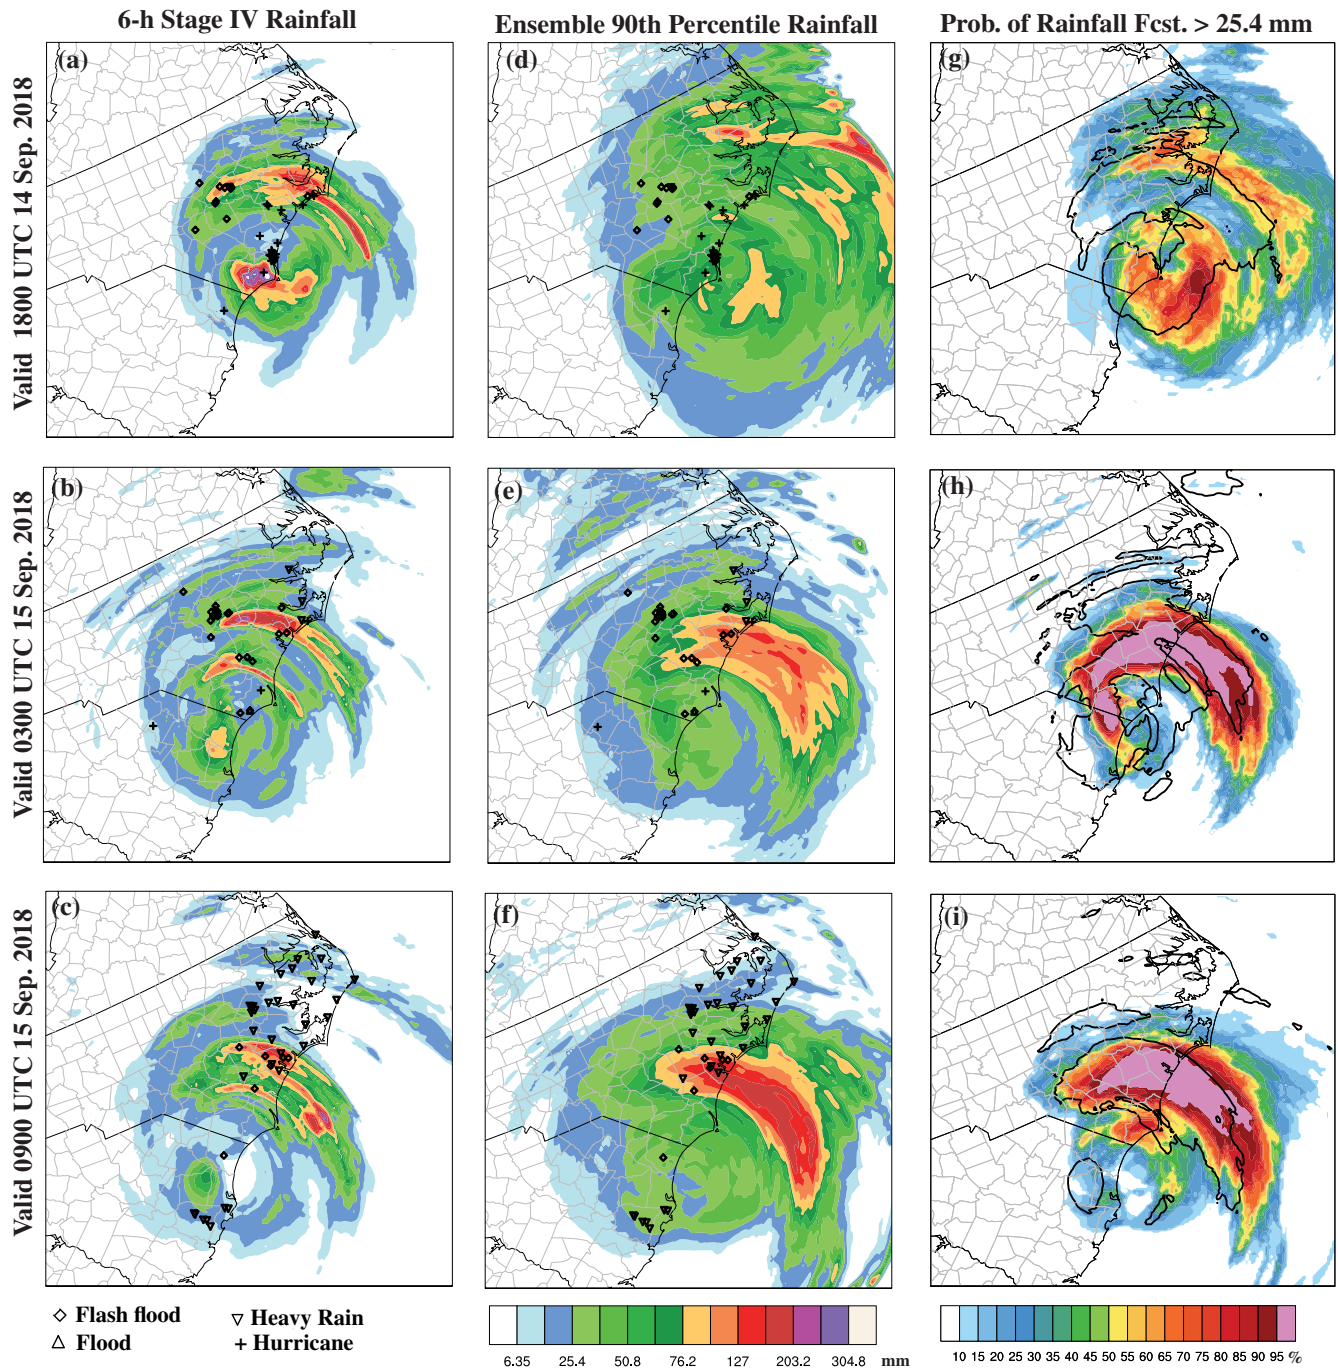 6-h Stage IV Rainfall
Ensemble 90th Percentile Rainfall
Prob. of Rainfall Fcst. > 25.4 mm
Valid 1800 UTC 14 Sep. 2018
(a)
(d)
(g)
Valid 0300 UTC 15 Sep. 2018
(b)
(e)
(h)
Valid 0900 UTC 15 Sep. 2018
(c)
(f)
(i)
Flash flood
Heavy Rain
Flood
Hurricane
6.35 25.4 50.8 76.2 127 203.2 304.8 mm
10 15 20 25 30 35 40 45 50 55 60 65 70 75 80 85 90 95 %